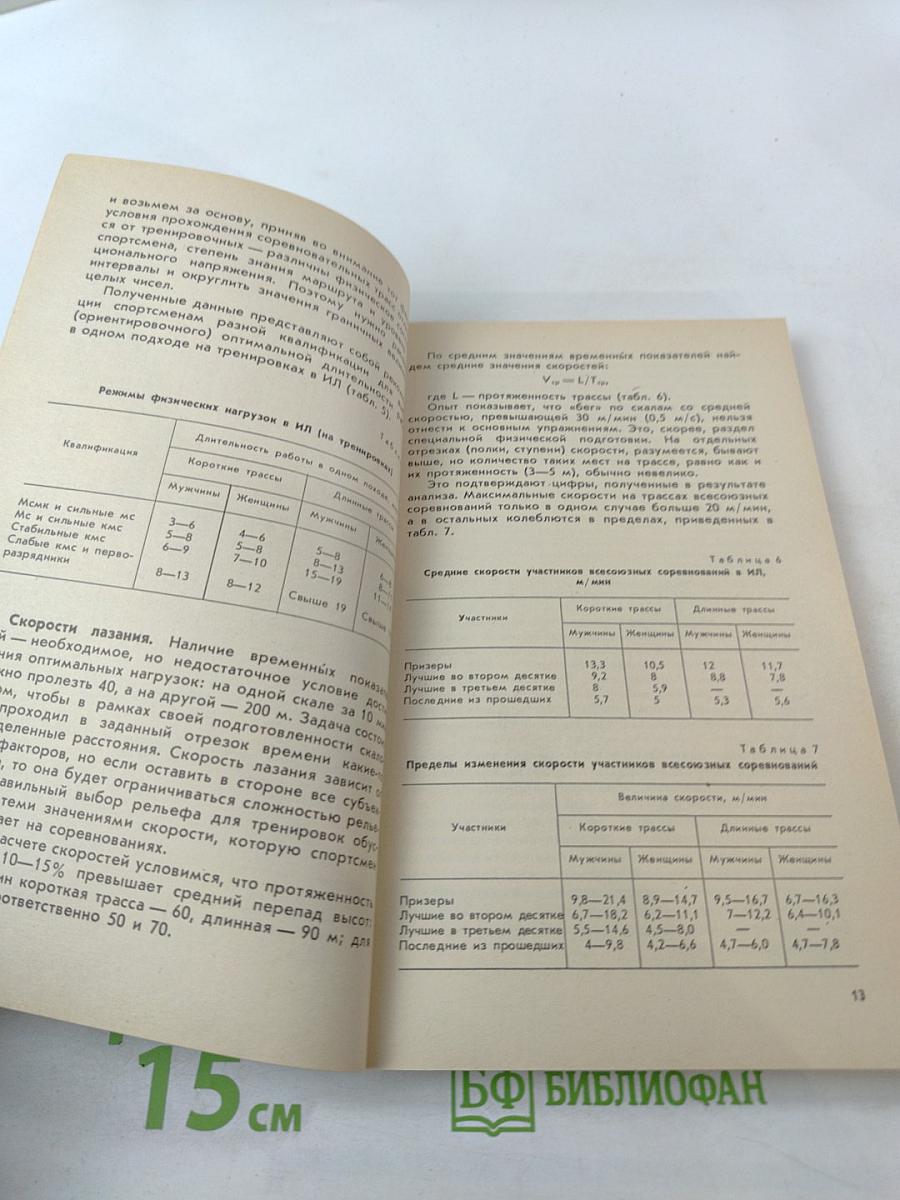 и возьмем за основу, приняв во внимание тот
условия прохождения соревновательных трасс
ся от тренировочных — различны физическое
спортсмена, степень знания маршрута и
ционального напряжения. Поэтому нужно
интервалы и округлить значения граничных
целых чисел.
Полученные данные представляют собой
ции спортсменам разной квалификации для
(ориентировочного) оптимальной длительности
в одном подходе на тренировках в ИЛ (табл. 5).
Режимы физических нагрузок в ИЛ (на тренировках)
Квалификация
Длительность работы в одном подходе,
Короткие трассы
Длинные трассы
Мужчины Женщины Мужчины
Мсмк и сильные мс 3—6 4—6 5—8
Мс и сильные кмс 5—8 5—8 8—13
Стабильные кмс 6—9 7—10 15—19
Слабые кмс и перво-
разрядники 8—13 8—12 Свыше 19 Свыше
Скорости лазания. Наличие временны́х
й — необходимое, но недостаточное условие
ния оптимальных нагрузок: на одной скале за 10
жно пролезть 40, а на другой — 200 м. Задача
ом, чтобы в рамках своей подготовленности
проходил в заданный отрезок времени какие-
деленные расстояния. Скорость лазания зависит от
факторов, но если оставить в стороне все
, то она будет ограничиваться сложностью
авильный выбор рельефа для тренировок обус-
теми значениями скорости, которую спортсмен
ает на соревнованиях.
асчете скоростей условимся, что протяженность
10—15% превышает средний перепад высот:
ин короткая трасса — 60, длинная — 90 м; для
ответственно 50 и 70.
По средним значениям временны́х показателей най-
дем средние значения скоростей:
Vср = L/Tср,
где L — протяженность трассы (табл. 6).
Опыт показывает, что «бег» по скалам со средней
скоростью, превышающей 30 м/мин (0,5 м/с), нельзя
отнести к основным упражнениям. Это, скорее, раздел
специальной физической подготовки. На отдельных
отрезках (полки, ступени) скорости, разумеется, бывают
выше, но количество таких мест на трассе, равно как и
их протяженность (3—5 м), обычно невелико.
Это подтверждают цифры, полученные в результате
анализа. Максимальные скорости на трассах всесоюзных
соревнований только в одном случае больше 20 м/мин,
а в остальных колеблются в пределах, приведенных в
табл. 7.
Таблица 6
Средние скорости участников всесоюзных соревнований в ИЛ,
м/мин
Участники
Короткие трассы Длинные трассы
Мужчины Женщины Мужчины Женщины
Призеры 13,3 10,5 12 11,7
Лучшие во втором десятке 9,2 8 8,8 7,8
Лучшие в третьем десятке 8 5,9 — —
Последние из прошедших 5,7 5 5,3 5,6
Таблица 7
Пределы изменения скорости участников всесоюзных соревнований
Участники
Величина скорости, м/мин
Короткие трассы Длинные трассы
Мужчины Женщины Мужчины Женщины
Призеры 9,8—21,4 8,9—14,7 9,5—16,7 6,7—16,3
Лучшие во втором десятке 6,7—18,2 6,2—11,1 7—12,2 6,4—10,1
Лучшие в третьем десятке 5,5—14,6 4,5—8,0 — —
Последние из прошедших 4—9,8 4,2—6,6 4,7—6,0 4,7—7,8
13
15 см
БФ БИБЛИОФАН